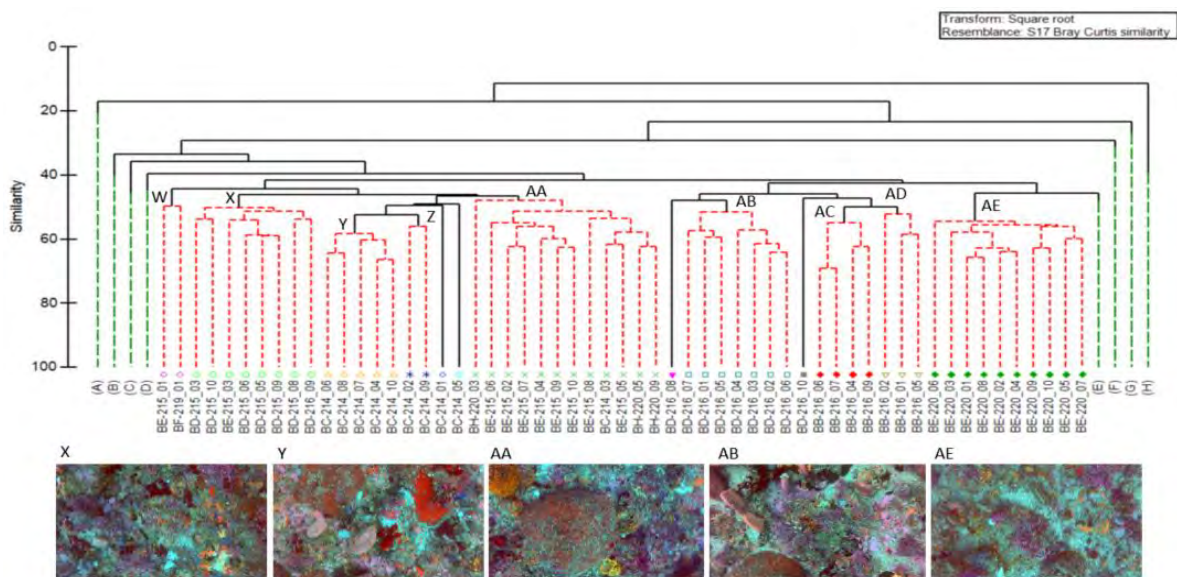 Transform: Square root
Resemblance: S17 Bray Curtis similarity
0
20
40
60
80
100
Similarity
W
X
Y
Z
AA
AB
AC
AD
AE
(A)
(B)
(C)
(D)
BE-215_01
BF-219_01
BD-215_03
BD-215_10
BE-215_03
BD-215_06
BD-215_05
BD-215_09
BD-215_08
BD-216_09
BC-214_06
BC-214_08
BC-214_07
BC-214_04
BC-214_10
BC-214_02
BC-214_09
BC-214_01
BC-214_05
BH-220_03
BE-215_06
BE-215_02
BE-215_07
BE-215_04
BE-215_09
BE-215_10
BE-215_08
BC-214_03
BE-215_05
BH-220_05
BH-220_09
BD-216_08
BD-216_07
BD-216_01
BD-216_05
BD-216_04
BD-216_03
BD-216_02
BD-216_06
BD-216_10
BB-216_06
BB-216_07
BB-216_04
BB-216_09
BB-216_02
BB-216_01
BB-216_05
BE-220_06
BE-220_03
BE-220_01
BE-220_08
BE-220_02
BE-220_04
BE-220_09
BE-220_10
BE-220_05
BE-220_07
(E)
(F)
(G)
(H)
X
Y
AA
AB
AE